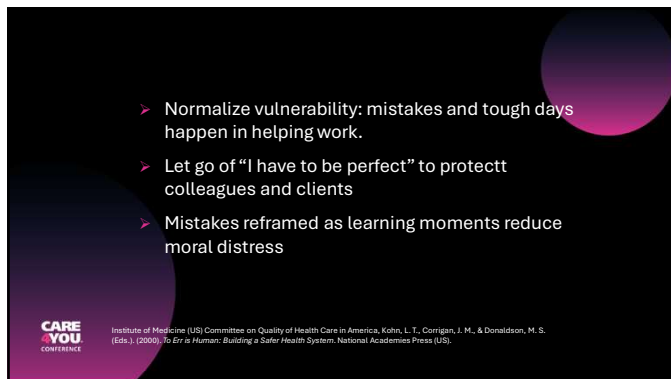 ➢ Normalize vulnerability: mistakes and tough days
happen in helping work.
➢ Let go of “I have to be perfect” to protectt
colleagues and clients
➢ Mistakes reframed as learning moments reduce
moral distress
CARE
4YOU
CONFERENCE
Institute of Medicine (US) Committee on Quality of Health Care in America, Kohn, L. T., Corrigan, J. M., & Donaldson, M. S.
(Eds.). (2000). To Err is Human: Building a Safer Health System. National Academies Press (US).